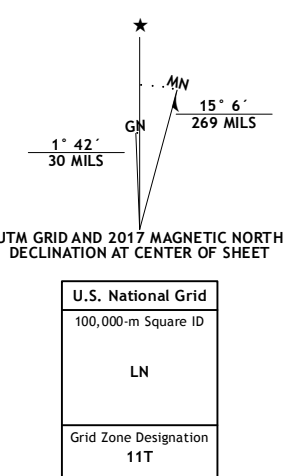 ★
MN
GN
15° 6´
269 MILS
1° 42´
30 MILS
UTM GRID AND 2017 MAGNETIC NORTH
DECLINATION AT CENTER OF SHEET
U.S. National Grid
100,000-m Square ID
LN
Grid Zone Designation
11T